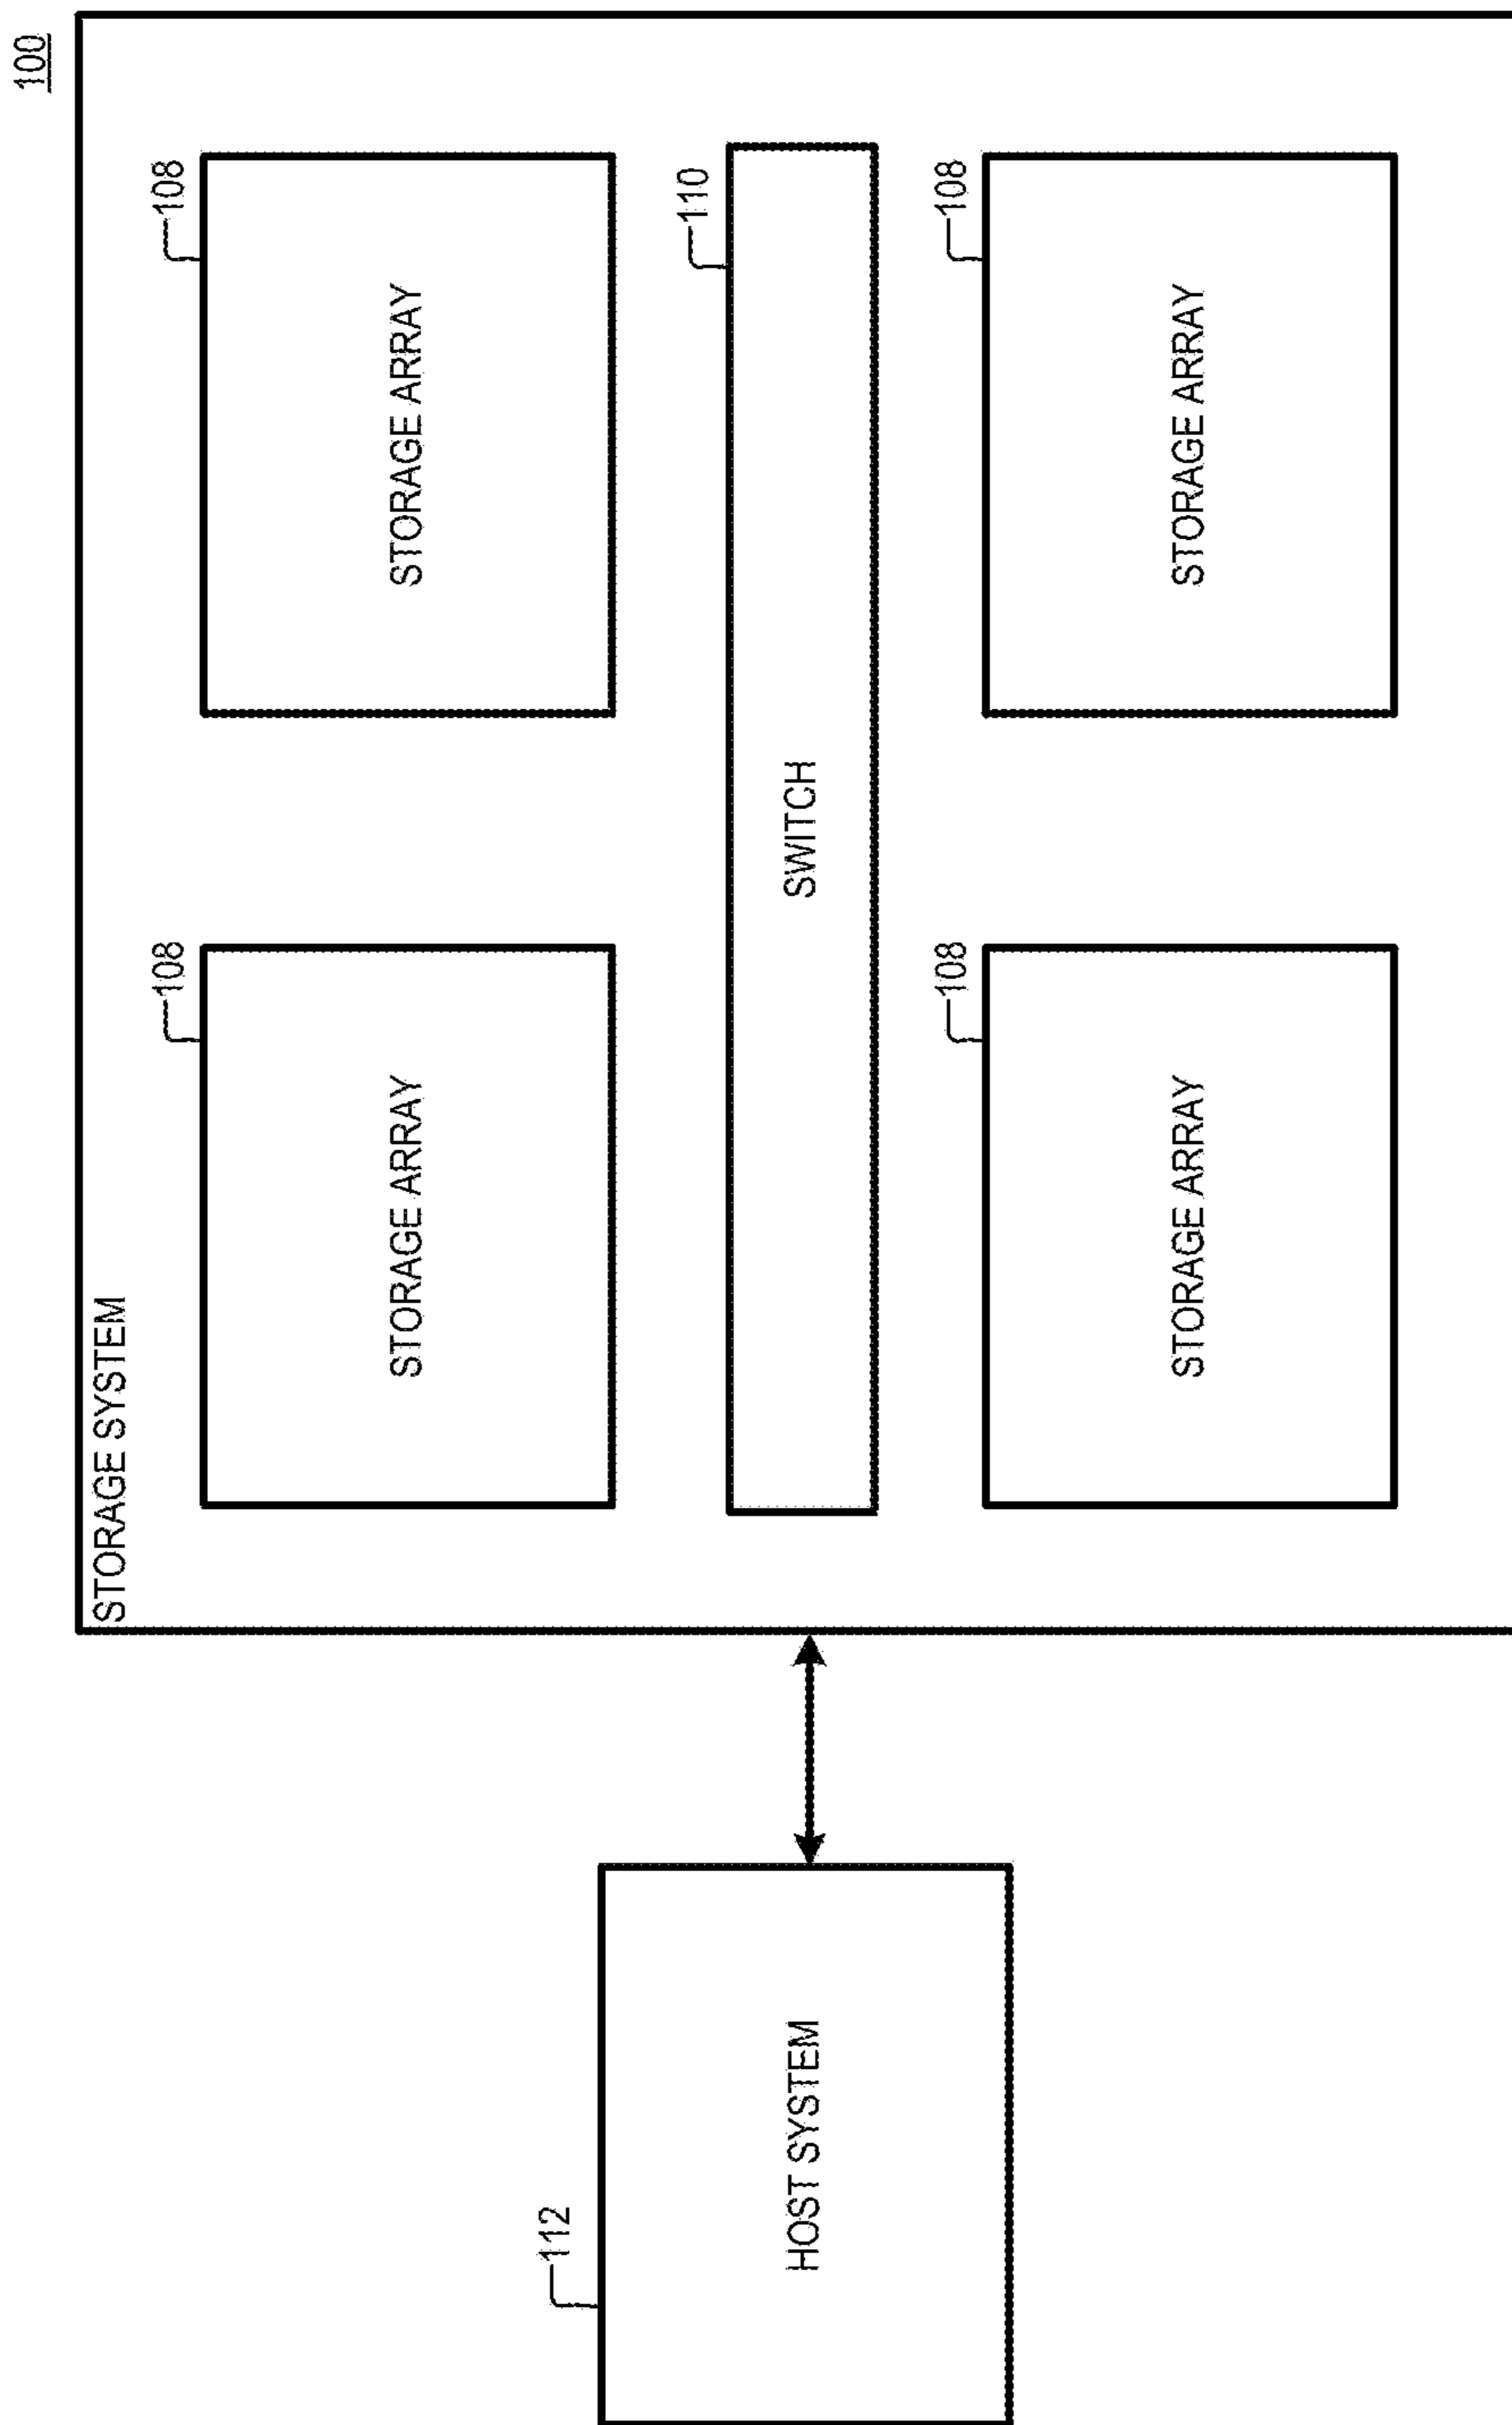 100
STORAGE SYSTEM
108
108
STORAGE ARRAY
STORAGE ARRAY
112
110
HOST SYSTEM
SWITCH
108
108
STORAGE ARRAY
STORAGE ARRAY